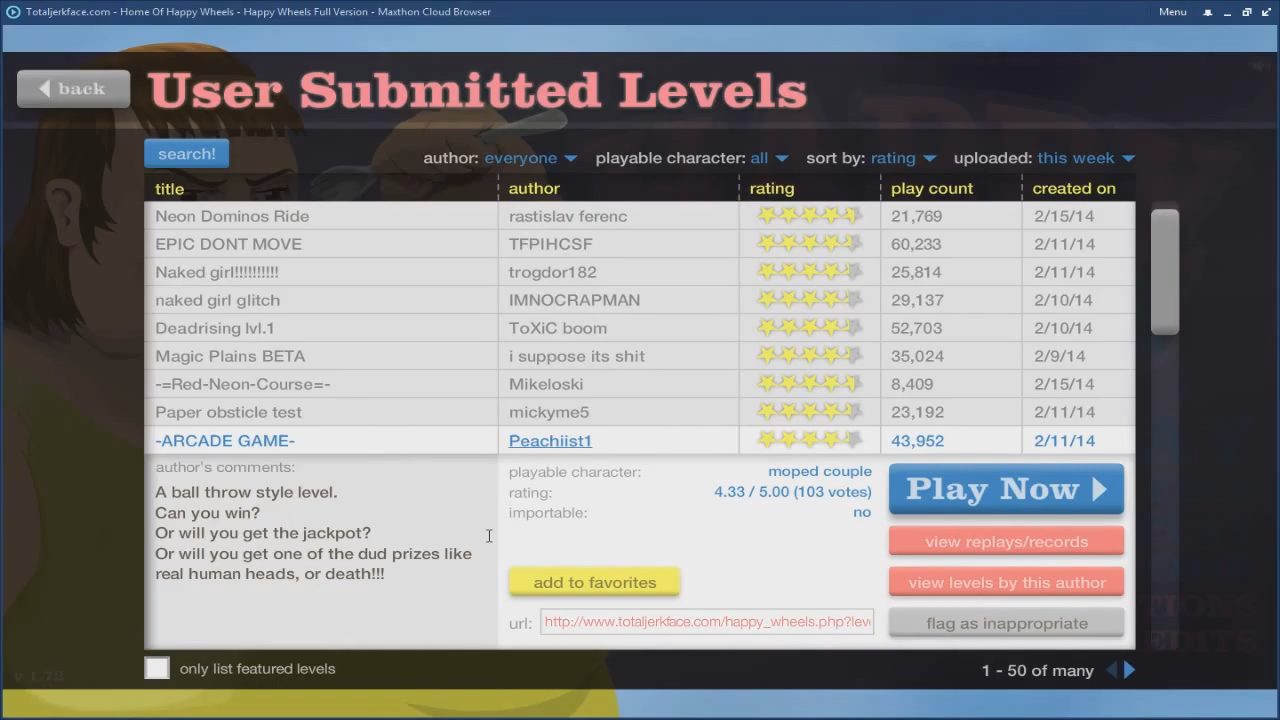 Totaljerkface.com - Home Of Happy Wheels - Happy Wheels Full Version - Maxthon Cloud Browser Menu
back User Submitted Levels
search! author: everyone playable character: all sort by: rating uploaded: this week
title author rating play count created on
Neon Dominos Ride rastislav ferenc 21,769 2/15/14
EPIC DONT MOVE TFPIHCSF 60,233 2/11/14
Naked girl!!!!!!!!!! trogdor182 25,814 2/11/14
naked girl glitch IMNOCRAPMAN 29,137 2/10/14
Deadrising lvl.1 ToXiC boom 52,703 2/10/14
Magic Plains BETA i suppose its shit 35,024 2/9/14
-=Red-Neon-Course=- Mikeloski 8,409 2/15/14
Paper obsticle test mickyme5 23,192 2/11/14
-ARCADE GAME- Peachiist1 43,952 2/11/14
author's comments:
A ball throw style level.
Can you win?
Or will you get the jackpot?
Or will you get one of the dud prizes like
real human heads, or death!!!
playable character: moped couple
rating: 4.33 / 5.00 (103 votes)
importable: no
add to favorites
url: http://www.totaljerkface.com/happy_wheels.php?leve
Play Now
view replays/records
view levels by this author
flag as inappropriate
only list featured levels 1 - 50 of many
v 1.72